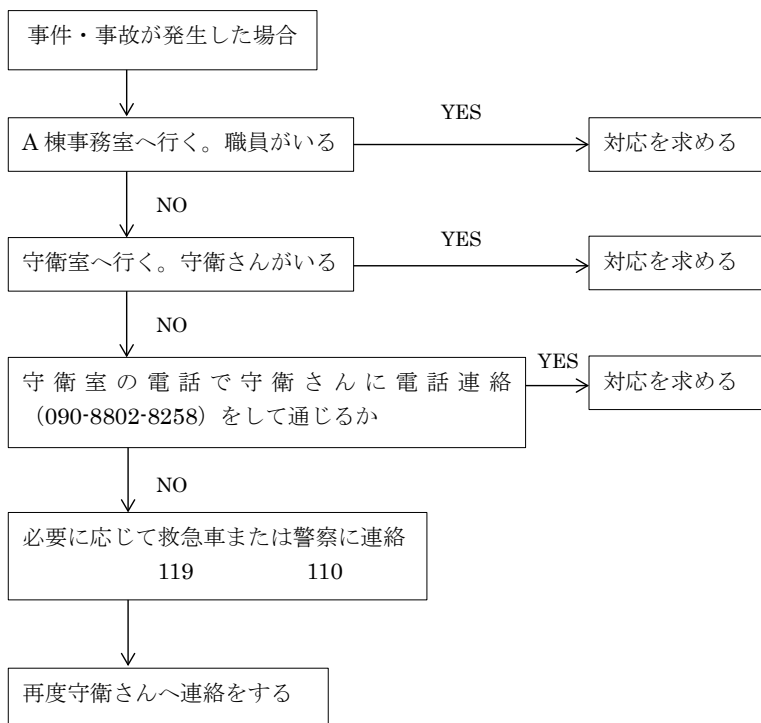 事件・事故が発生した場合
YES
A 棟事務室へ行く。職員がいる
対応を求める
NO
守衛室へ行く。守衛さんがいる
YES
対応を求める
NO
守衛室の電話で守衛さんに電話連絡
（090-8802-8258）をして通じるか
YES
対応を求める
NO
必要に応じて救急車または警察に連絡
119 110
再度守衛さんへ連絡をする